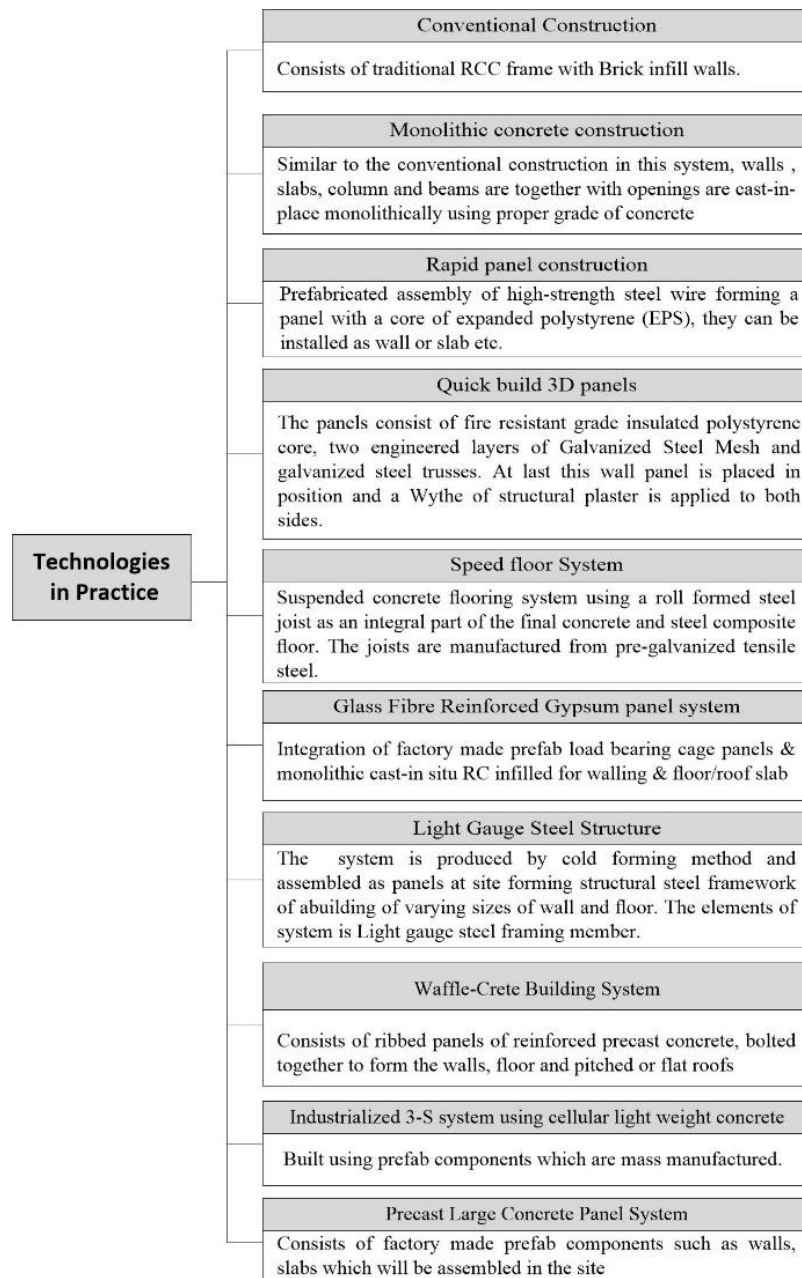 Conventional Construction
Consists of traditional RCC frame with Brick infill walls.
Monolithic concrete construction
Similar to the conventional construction in this system, walls ,
slabs, column and beams are together with openings are cast-in-
place monolithically using proper grade of concrete
Rapid panel construction
Prefabricated assembly of high-strength steel wire forming a
panel with a core of expanded polystyrene (EPS), they can be
installed as wall or slab etc.
Quick build 3D panels
The panels consist of fire resistant grade insulated polystyrene
core, two engineered layers of Galvanized Steel Mesh and
galvanized steel trusses. At last this wall panel is placed in
position and a Wythe of structural plaster is applied to both
sides.
Technologies
in Practice
Speed floor System
Suspended concrete flooring system using a roll formed steel
joist as an integral part of the final concrete and steel composite
floor. The joists are manufactured from pre-galvanized tensile
steel.
Glass Fibre Reinforced Gypsum panel system
Integration of factory made prefab load bearing cage panels &
monolithic cast-in situ RC infilled for walling & floor/roof slab
Light Gauge Steel Structure
The system is produced by cold forming method and
assembled as panels at site forming structural steel framework
of abuilding of varying sizes of wall and floor. The elements of
system is Light gauge steel framing member.
Waffle-Crete Building System
Consists of ribbed panels of reinforced precast concrete, bolted
together to form the walls, floor and pitched or flat roofs
Industrialized 3-S system using cellular light weight concrete
Built using prefab components which are mass manufactured.
Precast Large Concrete Panel System
Consists of factory made prefab components such as walls,
slabs which will be assembled in the site